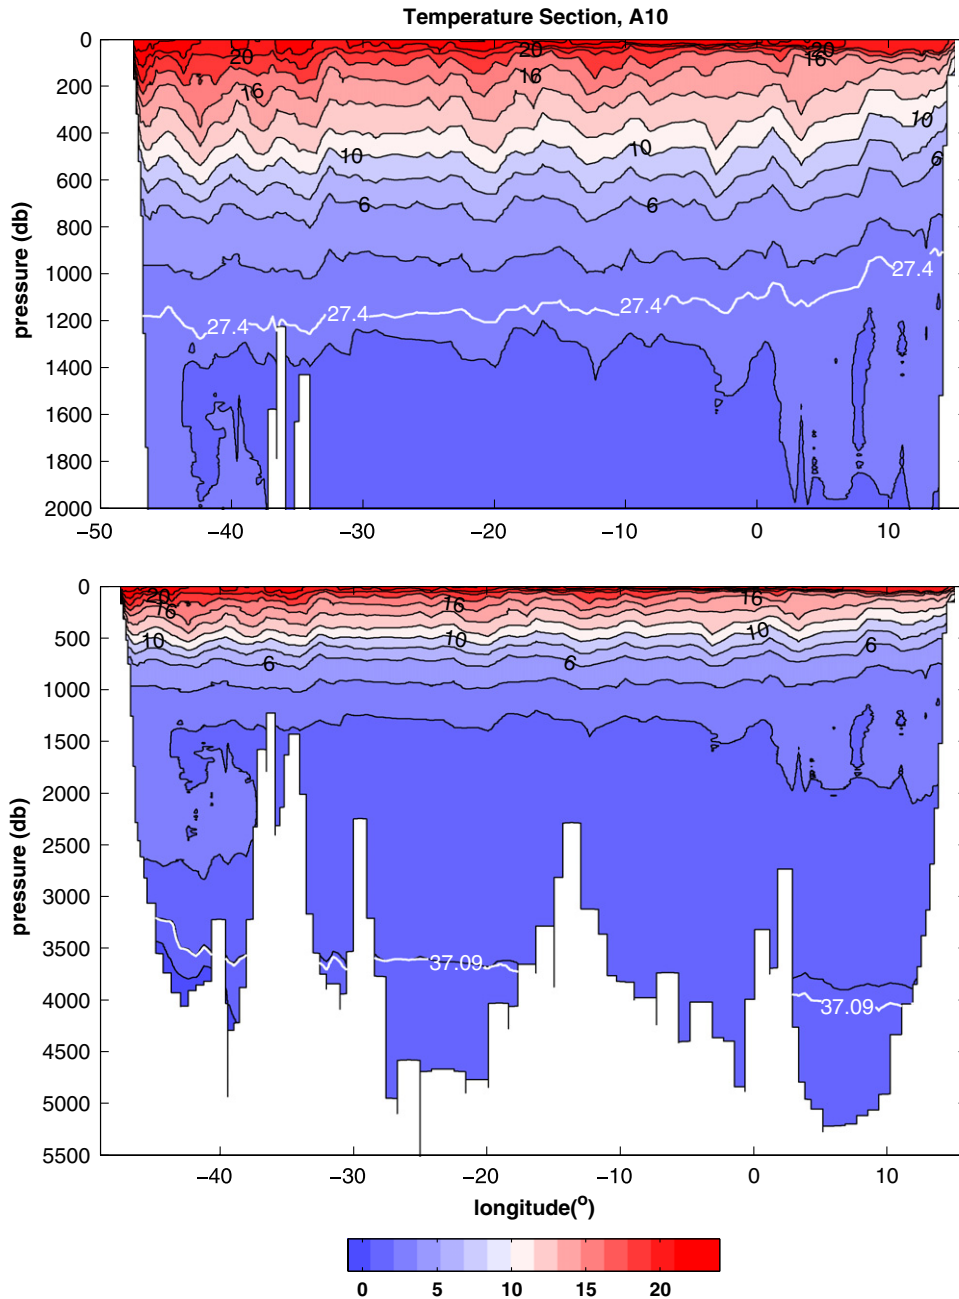 Temperature Section, A10
0
200
400
600
800
1000
1200
1400
1600
1800
2000
pressure (db)
20 20 20
16 16 16
10 10 10
6 6 6
27.4 27.4 27.4 27.4
−50 −40 −30 −20 −10 0 10
0
500
1000
1500
2000
2500
3000
3500
4000
4500
5000
5500
pressure (db)
20
16 16 16
10 10 10
6 6 6
37.09 37.09
−40 −30 −20 −10 0 10
longitude(o)
0 5 10 15 20